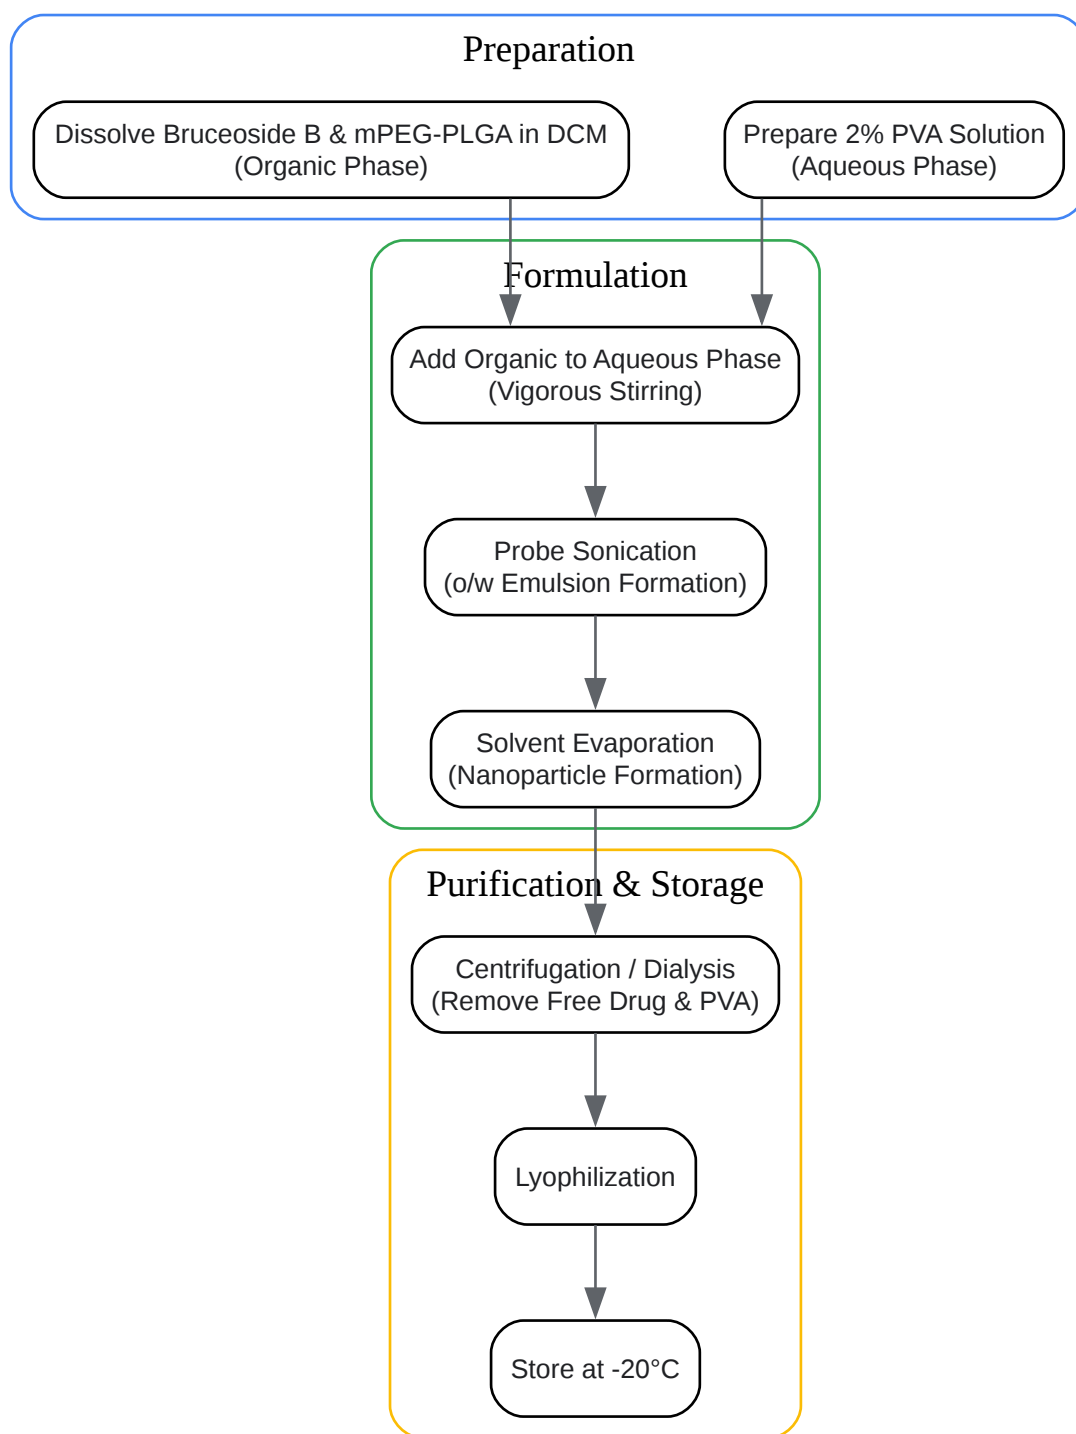 Preparation
Dissolve Bruceoside B & mPEG-PLGA in DCM
(Organic Phase)
Prepare 2% PVA Solution
(Aqueous Phase)
Formulation
Add Organic to Aqueous Phase
(Vigorous Stirring)
Probe Sonication
(o/w Emulsion Formation)
Solvent Evaporation
(Nanoparticle Formation)
Purification & Storage
Centrifugation / Dialysis
(Remove Free Drug & PVA)
Lyophilization
Store at -20°C